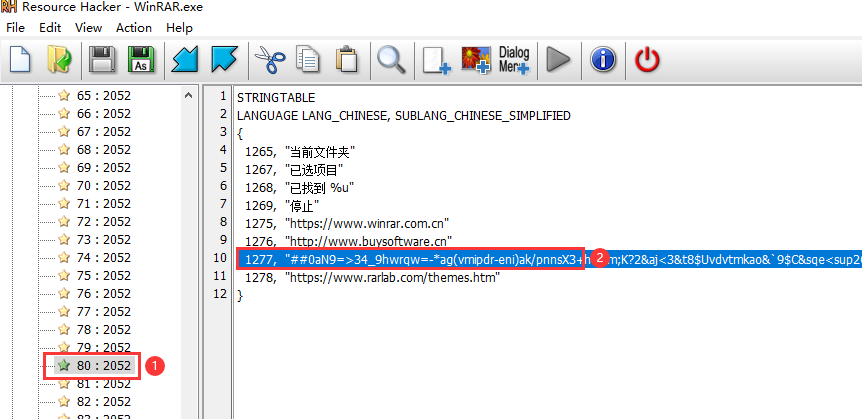 Resource Hacker - WinRAR.exe
File Edit View Action Help
Dialog
Menu
65 : 2052
66 : 2052
67 : 2052
68 : 2052
69 : 2052
70 : 2052
71 : 2052
72 : 2052
73 : 2052
74 : 2052
75 : 2052
76 : 2052
77 : 2052
78 : 2052
79 : 2052
80 : 2052
1
81 : 2052
82 : 2052
1 STRINGTABLE
2 LANGUAGE LANG_CHINESE, SUBLANG_CHINESE_SIMPLIFIED
3 {
4 1265, "当前文件夹"
5 1267, "已选项目"
6 1268, "已找到 %u"
7 1269, "停止"
8 1275, "https://www.winrar.com.cn"
9 1276, "http://www.buysoftware.cn"
10 1277, "##0aN9=>34_9hwrqw=-*ag(vmipdr-eni)ak/pnnsX3+h 2 m;K?2&aj<3&t8$Uvdvtmkao&`9$C&sqe<sup2
11 1278, "https://www.rarlab.com/themes.htm"
12 }